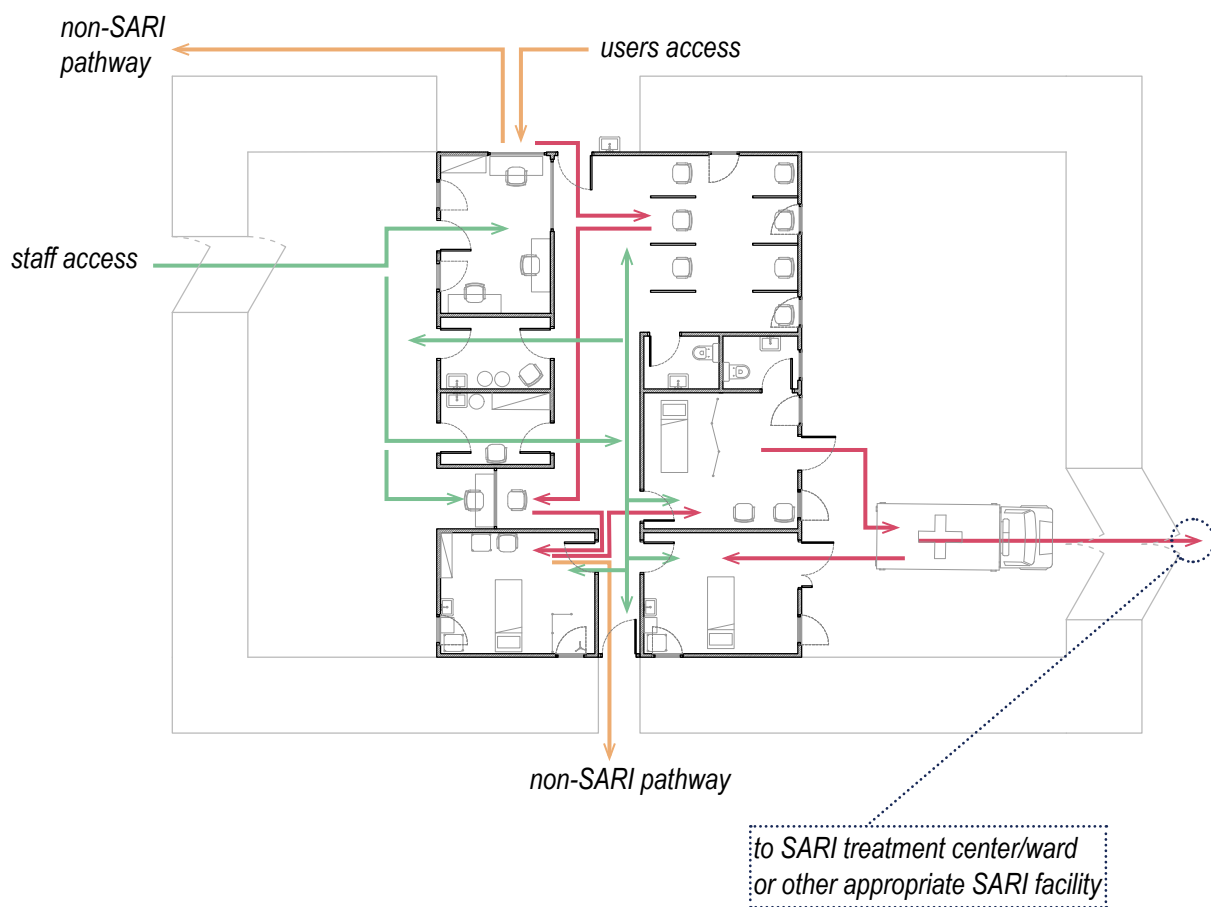 non-SARI
pathway
users access
staff access
non-SARI pathway
to SARI treatment center/ward
or other appropriate SARI facility